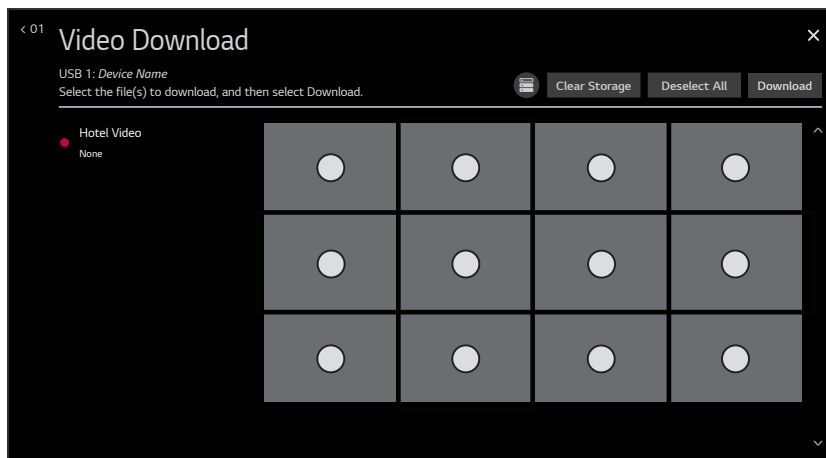 < 01
Video Download
USB 1: Device Name
Select the file(s) to download, and then select Download.
Clear Storage
Deselect All
Download
Hotel Video
None